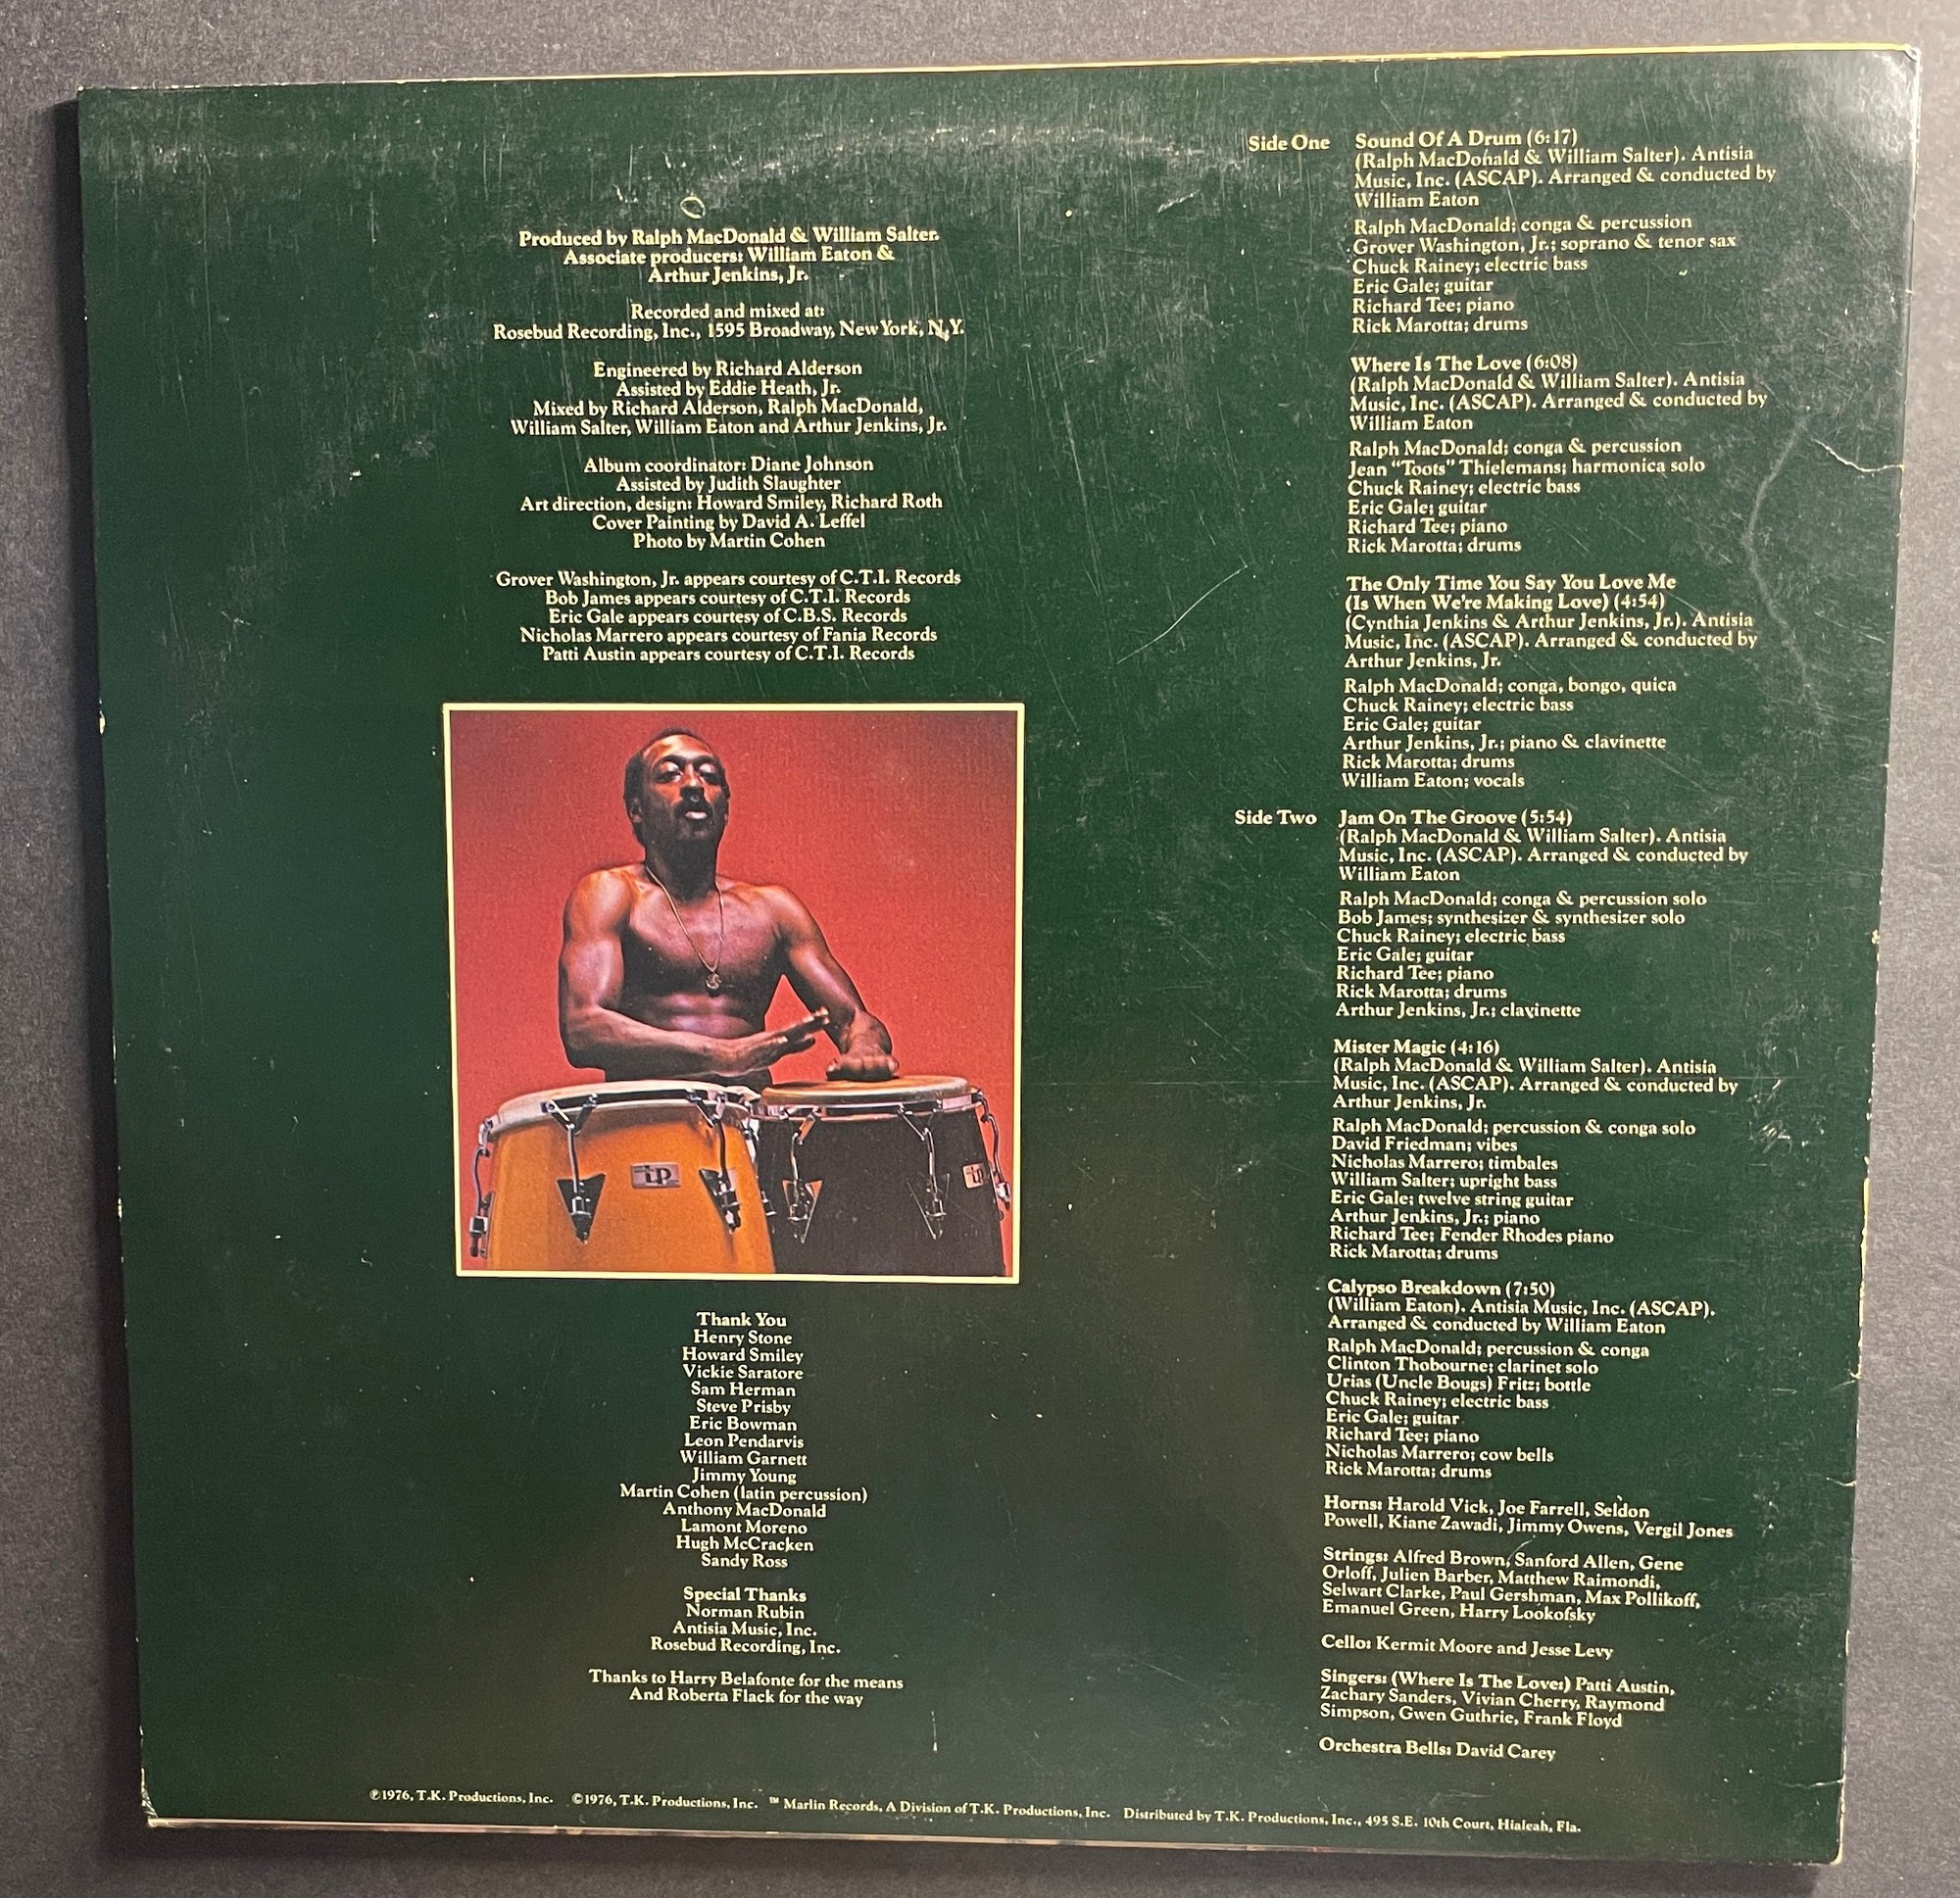 Produced by Ralph MacDonald & William Salter.
Associate producers: William Eaton &
Arthur Jenkins, Jr.
Recorded and mixed at:
Rosebud Recording, Inc., 1595 Broadway, New York, N.Y.
Engineered by Richard Alderson
Assisted by Eddie Heath, Jr.
Mixed by Richard Alderson, Ralph MacDonald,
William Salter, William Eaton and Arthur Jenkins, Jr.
Album coordinator: Diane Johnson
Assisted by Judith Slaughter
Art direction, design: Howard Smiley, Richard Roth
Cover Painting by David A. Leffel
Photo by Martin Cohen
Grover Washington, Jr. appears courtesy of C.T.I. Records
Bob James appears courtesy of C.T.I. Records
Eric Gale appears courtesy of C.B.S. Records
Nicholas Marrero appears courtesy of Fania Records
Patti Austin appears courtesy of C.T.I. Records
LP
LP
Thank You
Henry Stone
Howard Smiley
Vickie Saratore
Sam Herman
Steve Prisby
Eric Bowman
Leon Pendarvis
William Garnett
Jimmy Young
Martin Cohen (latin percussion)
Anthony MacDonald
Lamont Moreno
Hugh McCracken
Sandy Ross
Special Thanks
Norman Rubin
Antisia Music, Inc.
Rosebud Recording, Inc.
Thanks to Harry Belafonte for the means
And Roberta Flack for the way
Side One
Sound Of A Drum (6:17)
(Ralph MacDonald & William Salter). Antisia
Music, Inc. (ASCAP). Arranged & conducted by
William Eaton
Ralph MacDonald; conga & percussion
Grover Washington, Jr.; soprano & tenor sax
Chuck Rainey; electric bass
Eric Gale; guitar
Richard Tee; piano
Rick Marotta; drums
Where Is The Love (6:08)
(Ralph MacDonald & William Salter). Antisia
Music, Inc. (ASCAP). Arranged & conducted by
William Eaton
Ralph MacDonald; conga & percussion
Jean "Toots" Thielemans; harmonica solo
Chuck Rainey; electric bass
Eric Gale; guitar
Richard Tee; piano
Rick Marotta; drums
The Only Time You Say You Love Me
(Is When We're Making Love) (4:54)
(Cynthia Jenkins & Arthur Jenkins, Jr.). Antisia
Music, Inc. (ASCAP). Arranged & conducted by
Arthur Jenkins, Jr.
Ralph MacDonald; conga, bongo, quica
Chuck Rainey; electric bass
Eric Gale; guitar
Arthur Jenkins, Jr.; piano & clavinette
Rick Marotta; drums
William Eaton; vocals
Side Two
Jam On The Groove (5:54)
(Ralph MacDonald & William Salter). Antisia
Music, Inc. (ASCAP). Arranged & conducted by
William Eaton
Ralph MacDonald; conga & percussion solo
Bob James; synthesizer & synthesizer solo
Chuck Rainey; electric bass
Eric Gale; guitar
Richard Tee; piano
Rick Marotta; drums
Arthur Jenkins, Jr.; clavinette
Mister Magic (4:16)
(Ralph MacDonald & William Salter). Antisia
Music, Inc. (ASCAP). Arranged & conducted by
Arthur Jenkins, Jr.
Ralph MacDonald; percussion & conga solo
David Friedman; vibes
Nicholas Marrero; timbales
William Salter; upright bass
Eric Gale; twelve string guitar
Arthur Jenkins, Jr.; piano
Richard Tee; Fender Rhodes piano
Rick Marotta; drums
Calypso Breakdown (7:50)
(William Eaton). Antisia Music, Inc. (ASCAP).
Arranged & conducted by William Eaton
Ralph MacDonald; percussion & conga
Clinton Thobourne; clarinet solo
Urias (Uncle Bougs) Fritz; bottle
Chuck Rainey; electric bass
Eric Gale; guitar
Richard Tee; piano
Nicholas Marrero; cow bells
Rick Marotta; drums
Horns: Harold Vick, Joe Farrell, Seldon
Powell, Kiane Zawadi, Jimmy Owens, Vergil Jones
Strings: Alfred Brown, Sanford Allen, Gene
Orloff, Julien Barber, Matthew Raimondi,
Selwart Clarke, Paul Gershman, Max Pollikoff,
Emanuel Green, Harry Lookofsky
Cello: Kermit Moore and Jesse Levy
Singers: (Where Is The Love:) Patti Austin,
Zachary Sanders, Vivian Cherry, Raymond
Simpson, Gwen Guthrie, Frank Floyd
Orchestra Bells: David Carey
℗1976, T.K. Productions, Inc. ©1976, T.K. Productions, Inc. ™ Marlin Records, A Division of T.K. Productions, Inc. Distributed by T.K. Productions, Inc., 495 S.E. 10th Court, Hialeah, Fla.